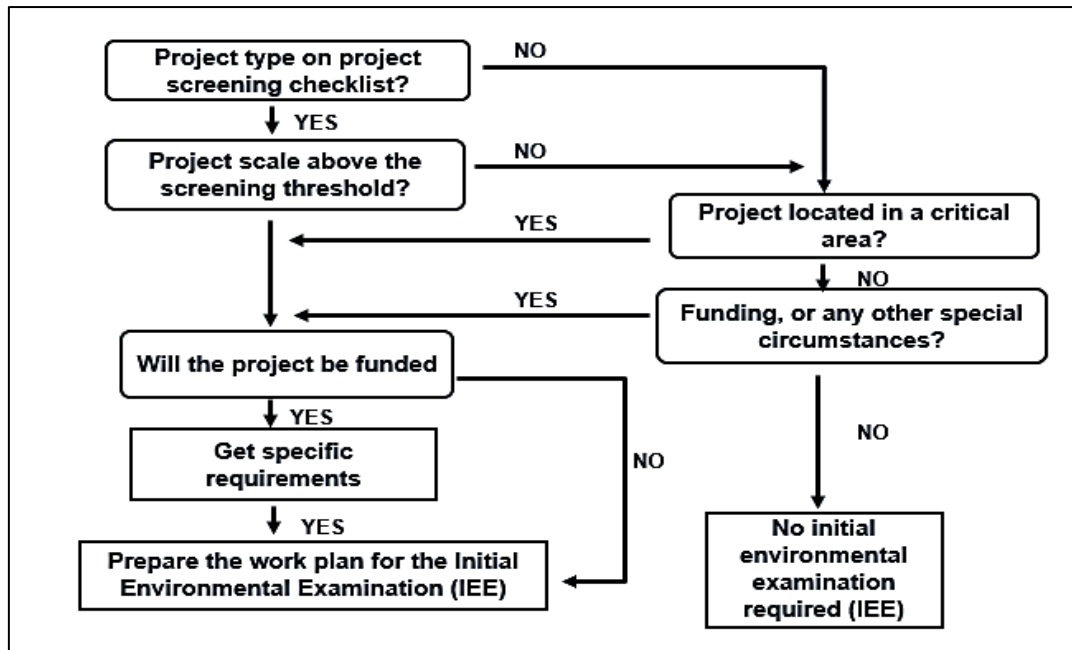 Project type on project
screening checklist?
NO
YES
Project scale above the
screening threshold?
NO
Project located in a critical
area?
YES
NO
Funding, or any other special
circumstances?
YES
Will the project be funded
YES
NO
NO
Get specific
requirements
YES
Prepare the work plan for the Initial
Environmental Examination (IEE)
No initial
environmental
examination
required (IEE)